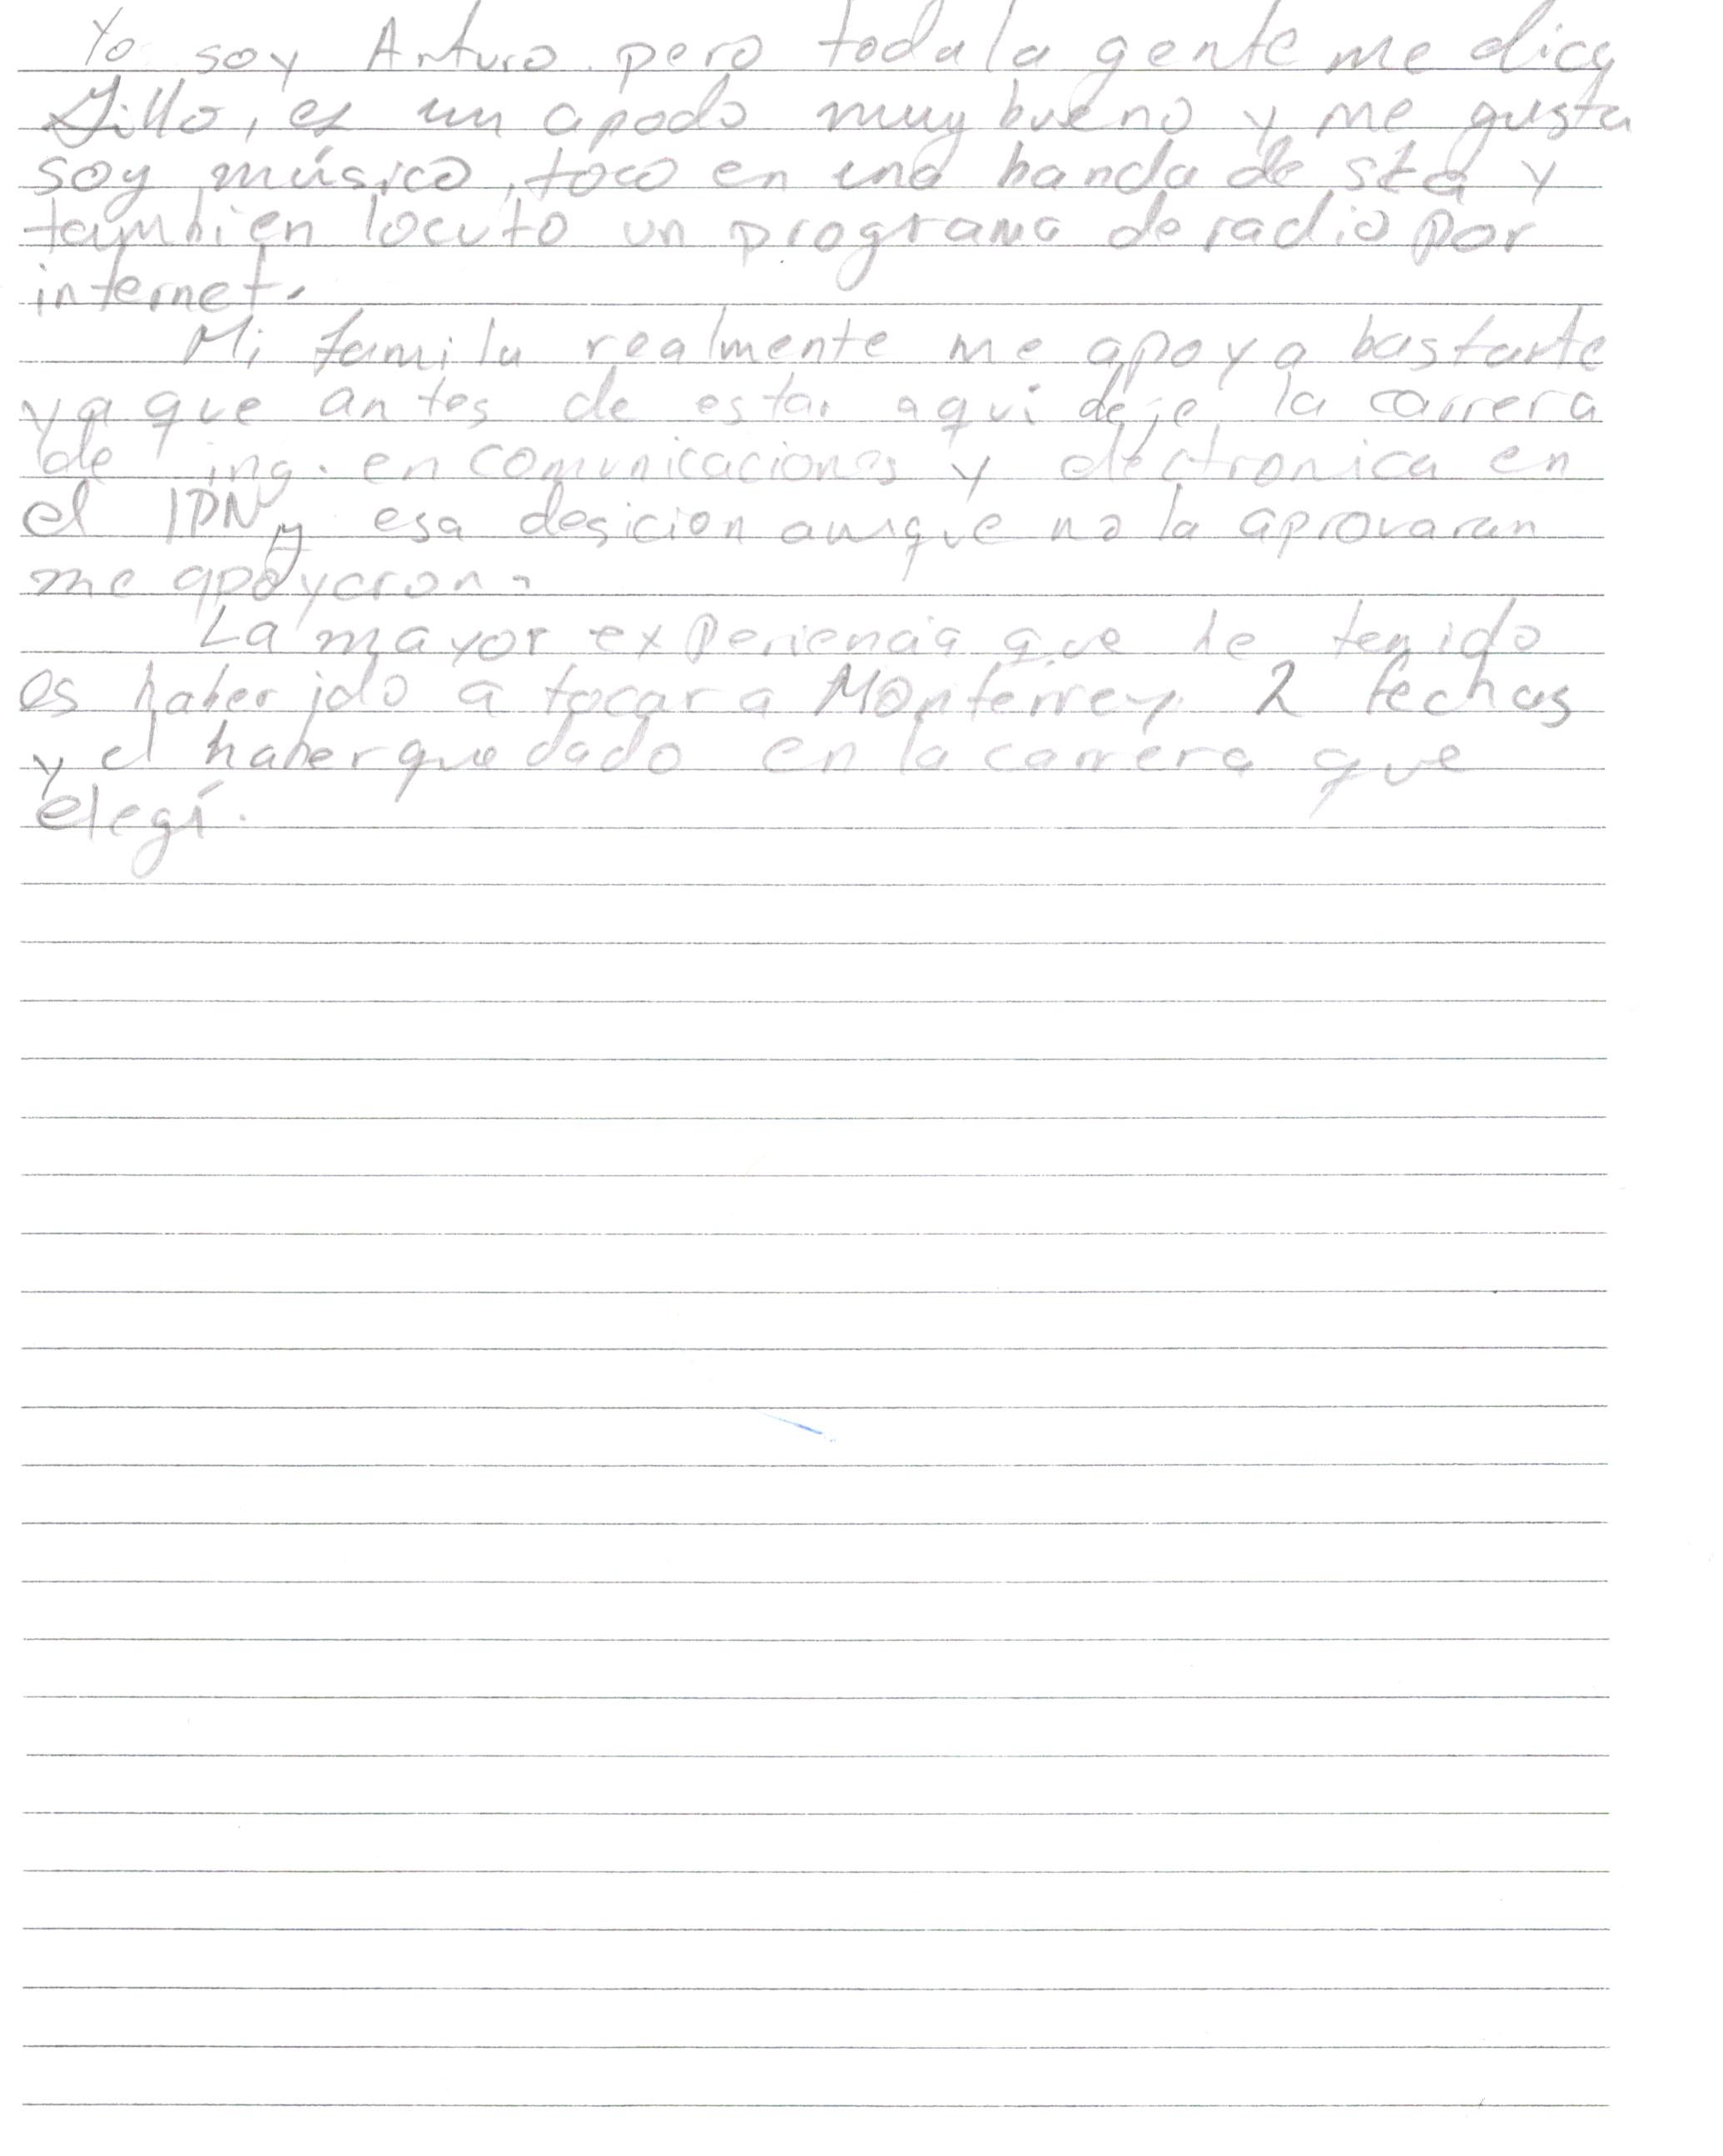 Yo soy Arturo. pero toda la gente me dice
Jillo, es un apodo muy bueno y me gusta
soy músico, toco en una banda de ska y
tambien locuto un programa de radio por
internet.
Mi familu realmente me apoya bastante
ya que antes de estar aqui deje la carrera
de ing. en comunicaciones y electronica en
el IPN y esa desicion aunque no la aprovaran
me apoyaron.
La mayor experiencia que he tenido
es haber ido a tocar a Monterrey 2 fechas
y el haber quedado en la carrera que
elegí.